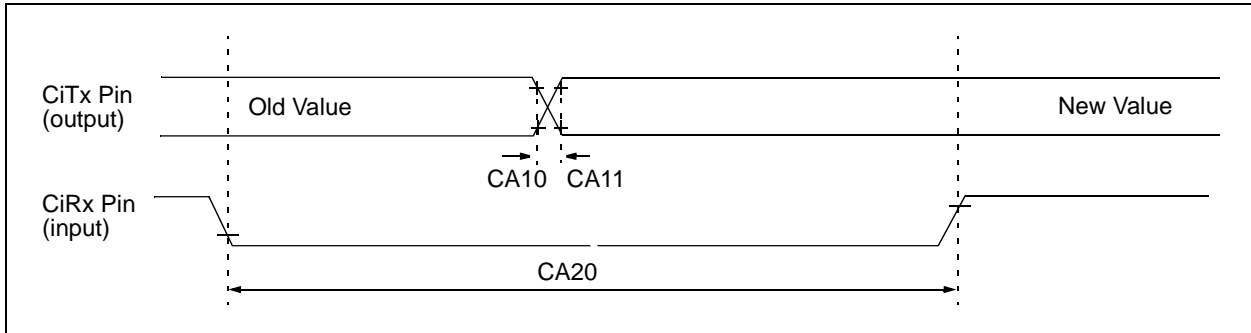 CiTx Pin
(output)
Old Value
New Value
CA10 CA11
CiRx Pin
(input)
CA20